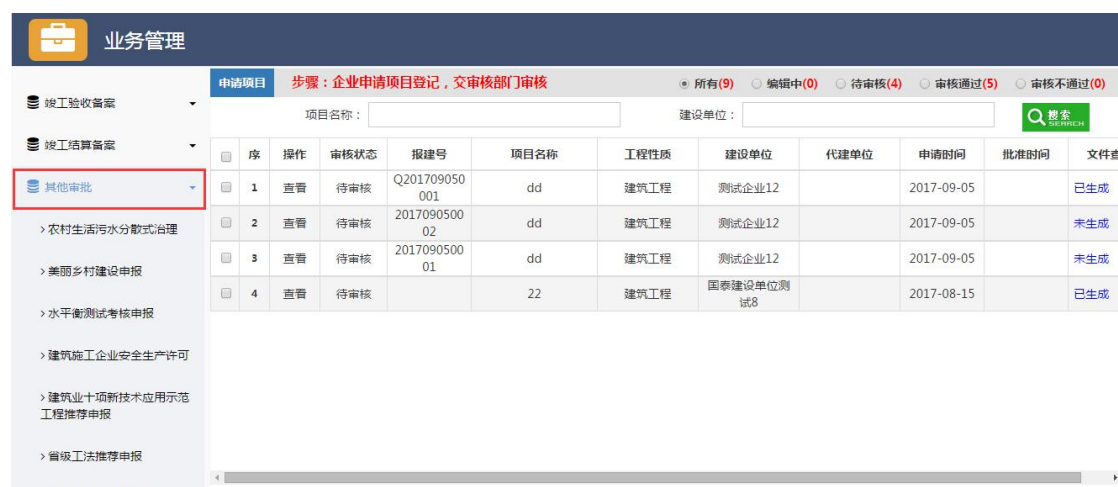 业务管理
申请项目 步骤：企业申请项目登记，交审核部门审核 所有(9) 编辑中(0) 待审核(4) 审核通过(5) 审核不通过(0)
项目名称： 建设单位： 搜索 SEARCH
竣工验收备案
竣工结算备案
其他审批
>农村生活污水分散式治理
>美丽乡村建设申报
>水平衡测试考核申报
>建筑施工企业安全生产许可
>建筑业十项新技术应用示范
工程推荐申报
>省级工法推荐申报
序 操作 审核状态 报建号 项目名称 工程性质 建设单位 代建单位 申请时间 批准时间 文件
1 查看 待审核 Q201709050 dd 建筑工程 测试企业12 2017-09-05 已生成
001
2 查看 待审核 2017090500 dd 建筑工程 测试企业12 2017-09-05 未生成
02
3 查看 待审核 2017090500 dd 建筑工程 测试企业12 2017-09-05 未生成
01
4 查看 待审核 22 建筑工程 国泰建设单位测 2017-08-15 已生成
试8